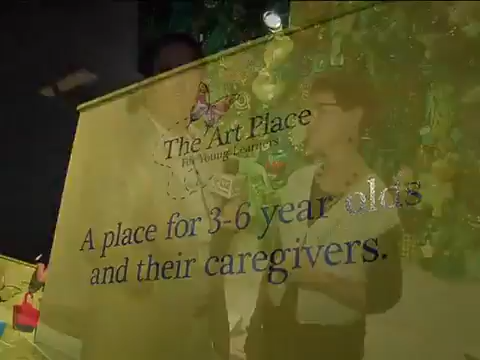 The Art Place
For Young Learners
A place for 3-6 year olds
and their caregivers.